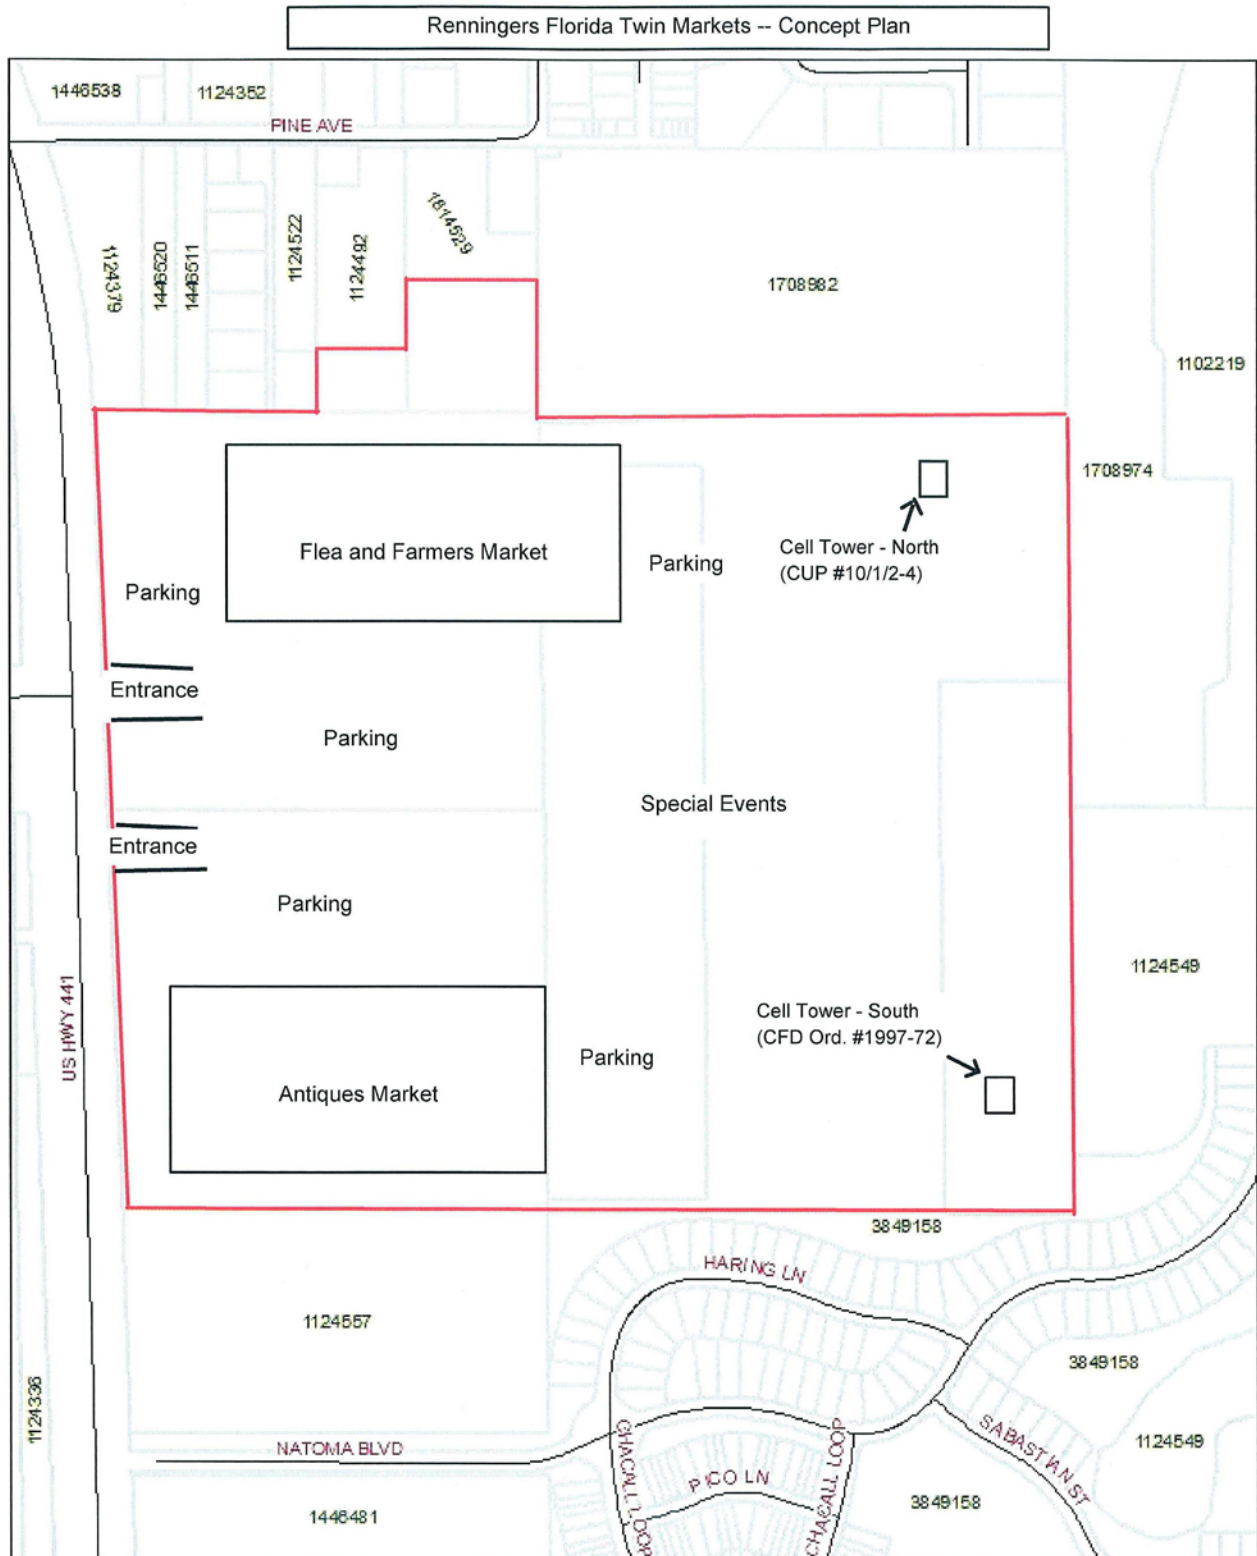 Renningers Florida Twin Markets -- Concept Plan
1446538
1124352
PINE AVE
1124379
1446520
1446511
1124522
1124492
1814529
1708982
1102219
1708974
Flea and Farmers Market
Parking
Parking
Cell Tower - North
(CUP #10/1/2-4)
Entrance
Parking
Special Events
Entrance
Parking
US HWY 441
1124549
Cell Tower - South
(CFD Ord. #1997-72)
Parking
Antiques Market
3849158
HARING LN
1124557
3849158
1124336
NATOMA BLVD
CHACALL LOOP
CHACALL LOOP
SABASTIAN ST
1124549
PICO LN
3849158
1446481